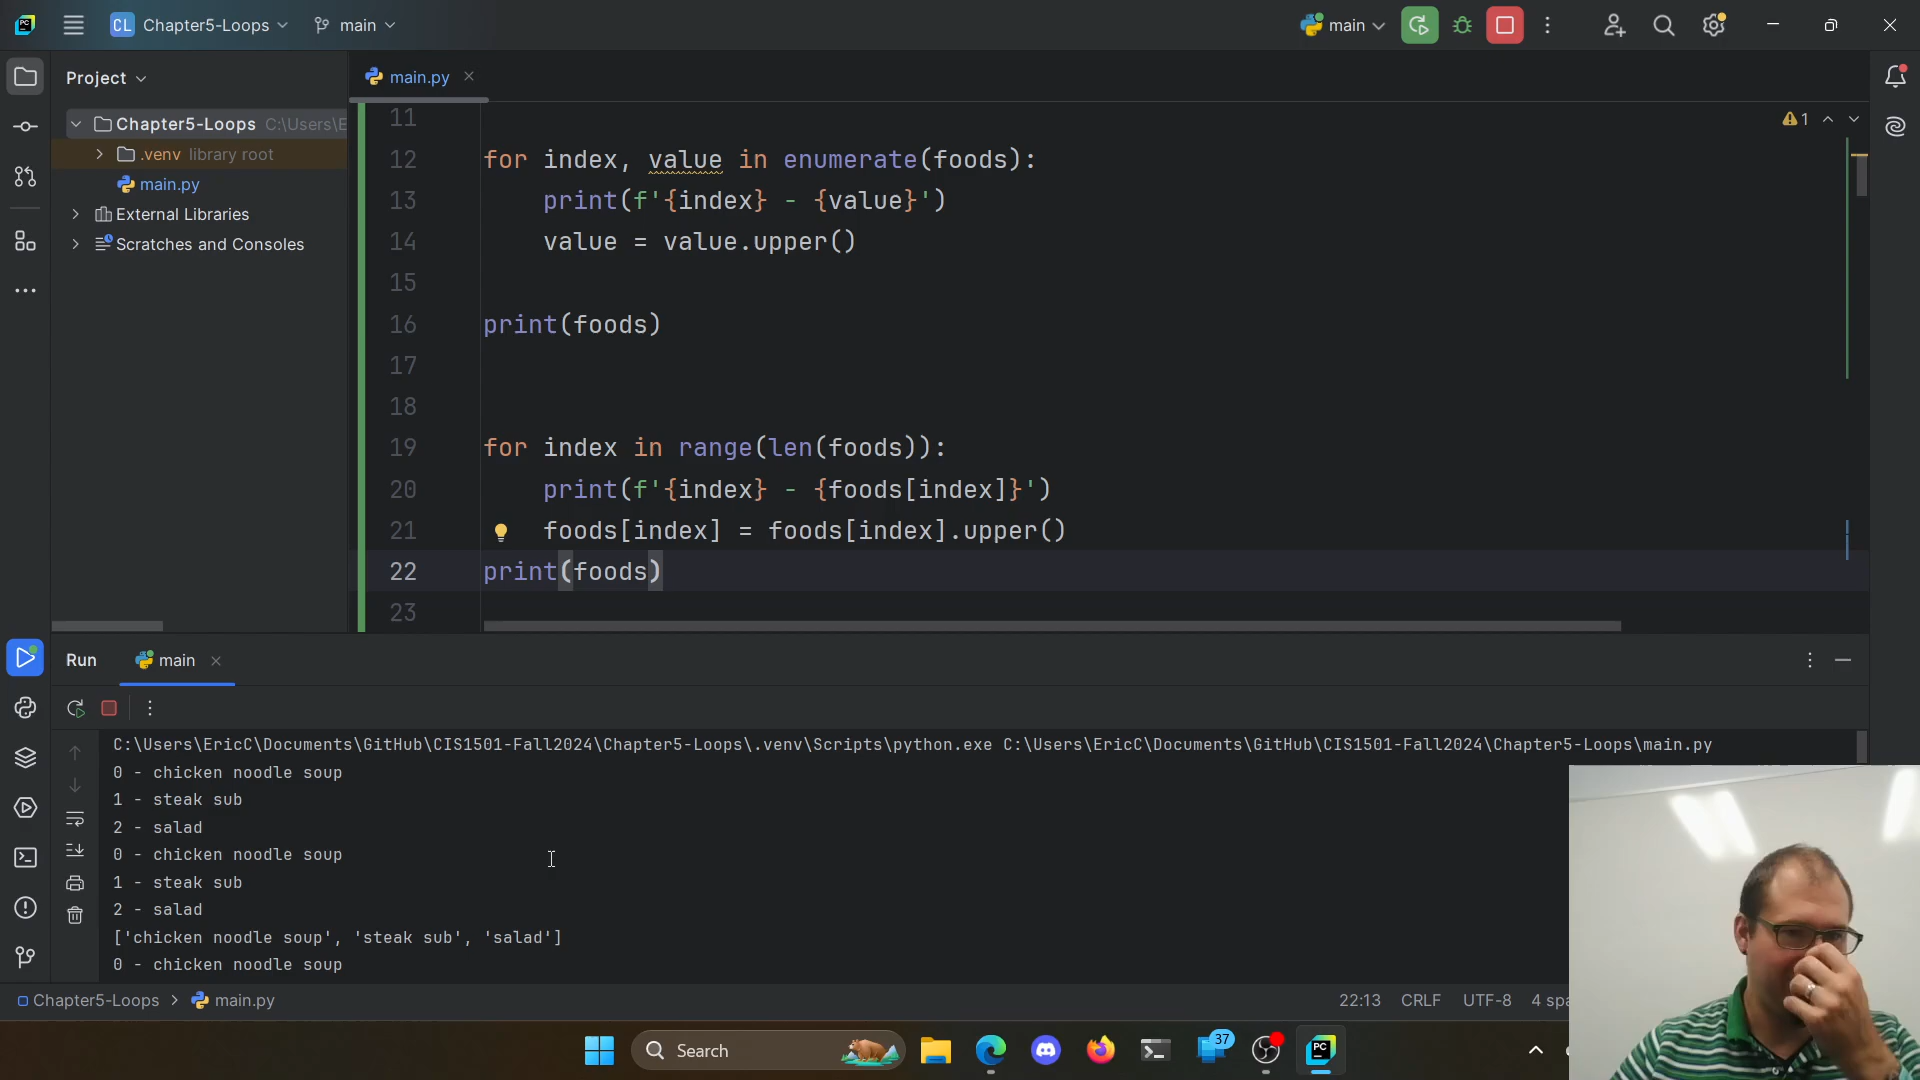 PC
CL Chapter5-Loops
main
main
Project
main.py
Chapter5-Loops C:\Users\E
.venv library root
main.py
External Libraries
Scratches and Consoles
1
11
12 for index, value in enumerate(foods):
13 print(f'{index} - {value}')
14 value = value.upper()
15
16 print(foods)
17
18
19 for index in range(len(foods)):
20 print(f'{index} - {foods[index]}')
21 foods[index] = foods[index].upper()
22 print(foods)
23
Run
main
C:\Users\EricC\Documents\GitHub\CIS1501-Fall2024\Chapter5-Loops\.venv\Scripts\python.exe C:\Users\EricC\Documents\GitHub\CIS1501-Fall2024\Chapter5-Loops\main.py
0 - chicken noodle soup
1 - steak sub
2 - salad
0 - chicken noodle soup
1 - steak sub
2 - salad
['chicken noodle soup', 'steak sub', 'salad']
0 - chicken noodle soup
Chapter5-Loops > main.py
22:13 CRLF UTF-8 4 spa
Search
37
PC